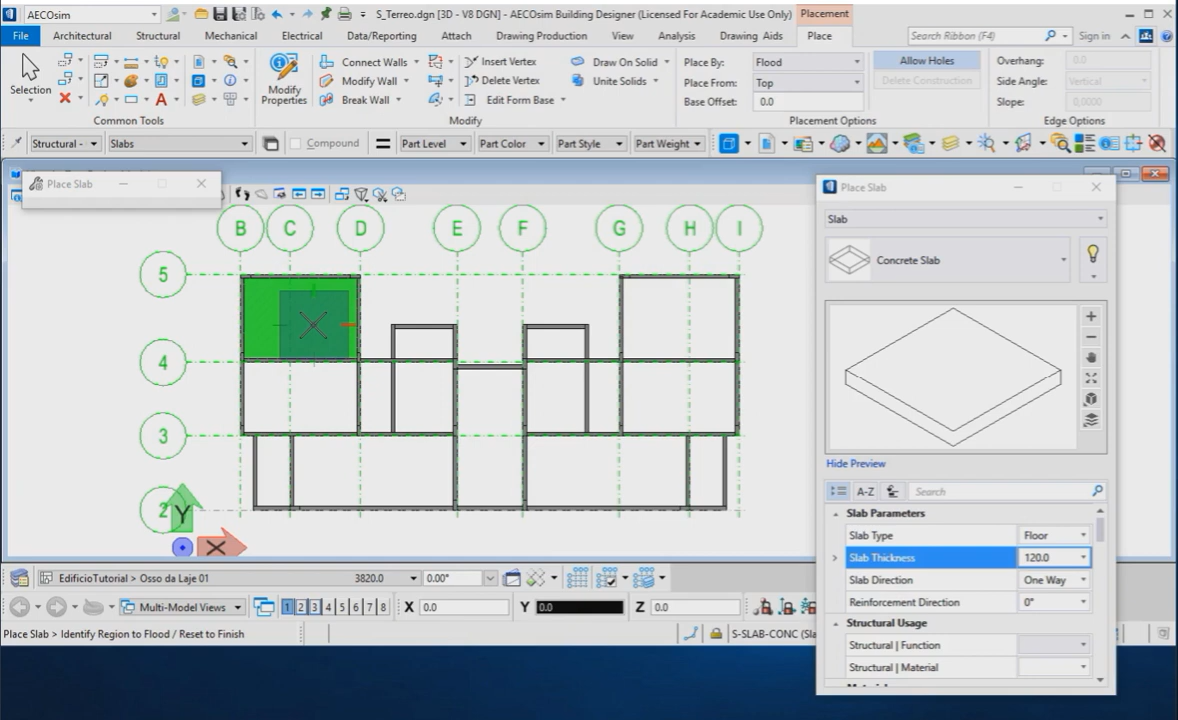 AECOsim
S_Terreo.dgn [3D - V8 DGN] - AECOsim Building Designer (Licensed For Academic Use Only)
Placement
File Architectural Structural Mechanical Electrical Data/Reporting Attach Drawing Production View Analysis Drawing Aids Place
Search Ribbon (F4)
Sign in
Selection
Common Tools
Modify Properties
Connect Walls
Modify Wall
Break Wall
Insert Vertex
Delete Vertex
Edit Form Base
Draw On Solid
Unite Solids
Modify
Place By: Flood
Place From: Top
Base Offset: 0.0
Allow Holes
Delete Construction
Placement Options
Overhang: 0.0
Side Angle: Vertical
Slope: 0,0000
Edge Options
Structural - Slabs Compound Part Level Part Color Part Style Part Weight
Place Slab
B C D E F G H I
5
4
3
2
Y
X
Place Slab
Slab
Concrete Slab
Hide Preview
A-Z Search
Slab Parameters
Slab Type Floor
Slab Thickness 120.0
Slab Direction One Way
Reinforcement Direction 0°
Structural Usage
Structural | Function
Structural | Material
EdificioTutorial > Osso da Laje 01 3820.0 0.00°
Multi-Model Views 1 2 3 4 5 6 7 8 X 0.0 Y 0.0 Z 0.0
Place Slab > Identify Region to Flood / Reset to Finish
S-SLAB-CONC (Sla